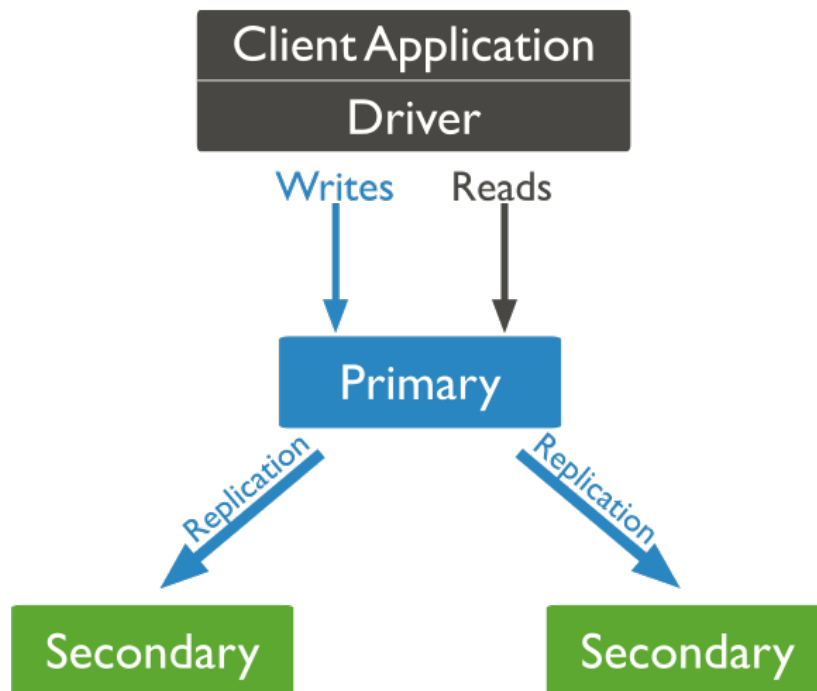 Client Application
Driver
Writes
Reads
Primary
Replication
Replication
Secondary
Secondary